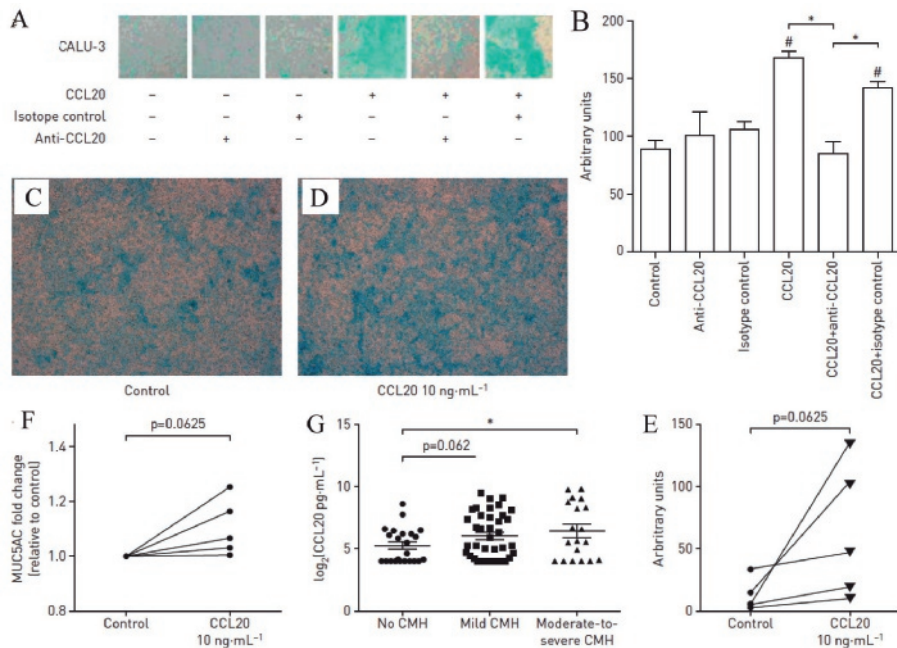 A
CALU-3
CCL20 – – – + + +
Isotope control – – + – – +
Anti-CCL20 – + – – + –
B
Arbitrary units
200
150
100
50
0
#
*
*
#
Control
Anti-CCL20
Isotype control
CCL20
CCL20+anti-CCL20
CCL20+isotype control
C
Control
D
CCL20 10 ng·mL⁻¹
F
p=0.0625
MUC5AC fold change
(relative to control)
1.4
1.2
1.0
0.8
Control
CCL20
10 ng·mL⁻¹
G
*
p=0.062
log₂(CCL20 pg·mL⁻¹)
15
10
5
0
No CMH
Mild CMH
Moderate-to-
severe CMH
E
p=0.0625
Arbritrary units
150
100
50
0
Control
CCL20
10 ng·mL⁻¹